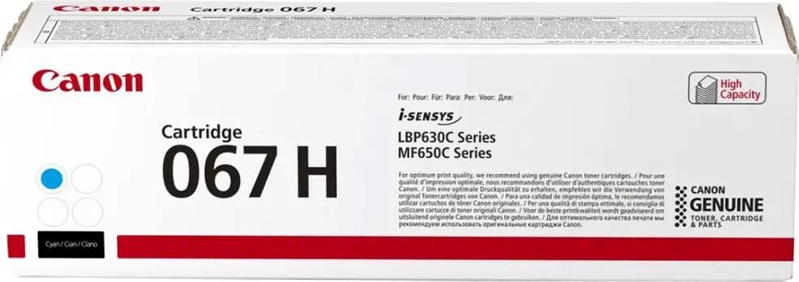 Canon Cartridge 067 H
Canon
High
Capacity
For: Pour: Für: Para: Per: Voor: Для:
i-SENSYS
LBP630C Series
MF650C Series
Cartridge
067 H
For optimum print quality, we recommend using genuine Canon toner cartridges. / Pour une
qualité d'impression optimale, nous recommandons d'utiliser d'authentiques cartouches toner
Canon. / Um eine optimale Druckqualität zu erhalten, empfehlen wir die Verwendung von
original Tonercartridges von Canon. / Para una calidad de impresión óptima, le recomendamos
utilizar cartuchos de tóner Canon originales. / Per una qualità di stampa ottimale, si consiglia di
utilizzare cartucce di toner originali Canon. / Voor de beste printkwaliteit wordt geadviseerd om
uitsluitend originele Canon cartridges te gebruiken. / Для оптимального качества печати мы
рекомендуем использовать оригинальные картриджи Canon.
CANON
GENUINE
TONER, CARTRIDGE
& PARTS
Cyan / Cian / Ciano